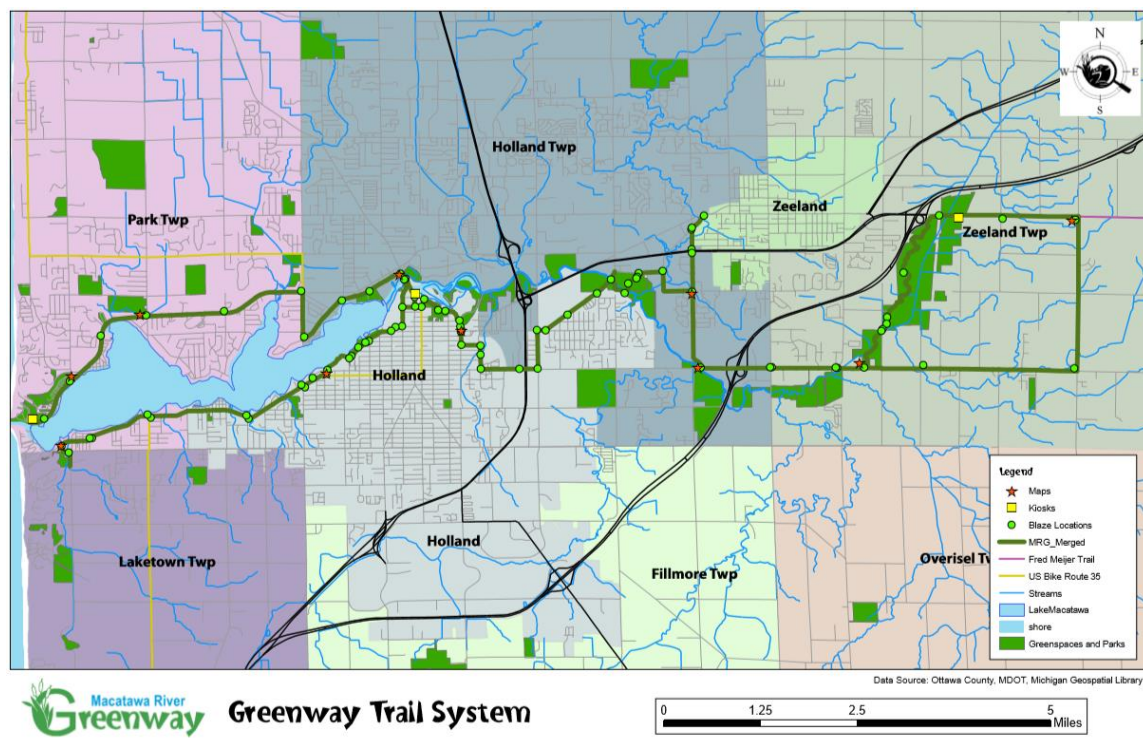 N
W
E
S
Holland Twp
Park Twp
Zeeland
Zeeland Twp
Holland
Holland
Laketown Twp
Fillmore Twp
Overisel Tw
Legend
Maps
Kiosks
Blaze Locations
MRG_Merged
Fred Meijer Trail
US Bike Route 35
Streams
LakeMacatawa
shore
Greenspaces and Parks
Data Source: Ottawa County, MDOT, Michigan Geospatial Library
Macatawa River
Greenway
Greenway Trail System
0 1.25 2.5 5
Miles